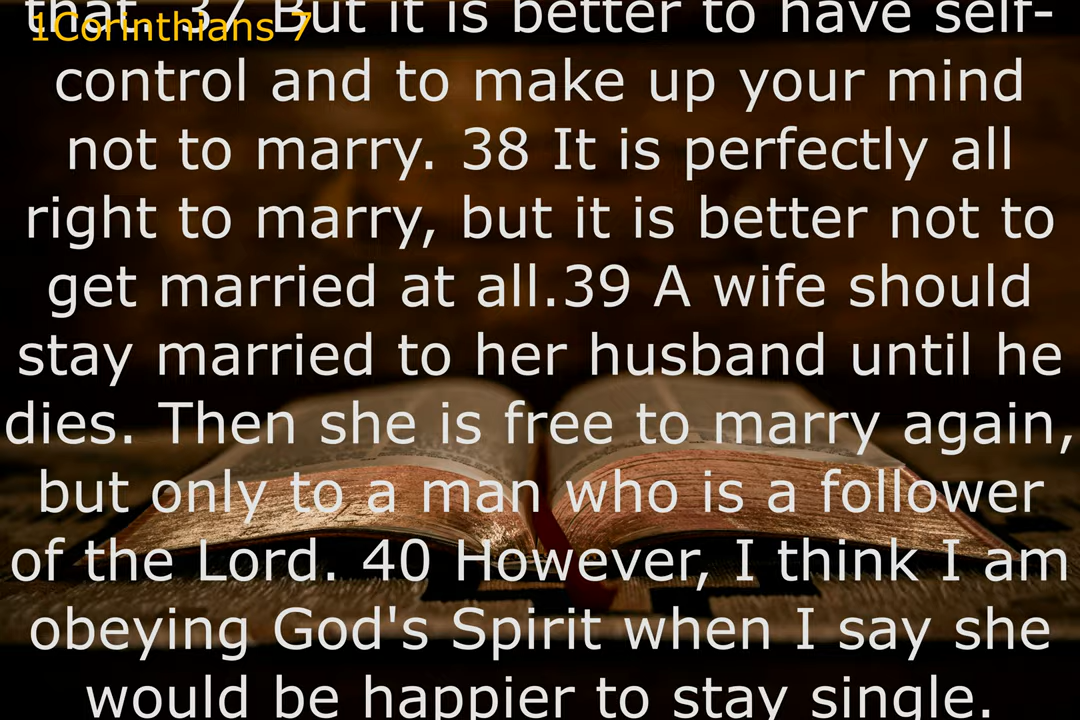 that. 37 But it is better to have self-
1Corinthians 7
control and to make up your mind
not to marry. 38 It is perfectly all
right to marry, but it is better not to
get married at all.39 A wife should
stay married to her husband until he
dies. Then she is free to marry again,
but only to a man who is a follower
of the Lord. 40 However, I think I am
obeying God's Spirit when I say she
would be happier to stay single.